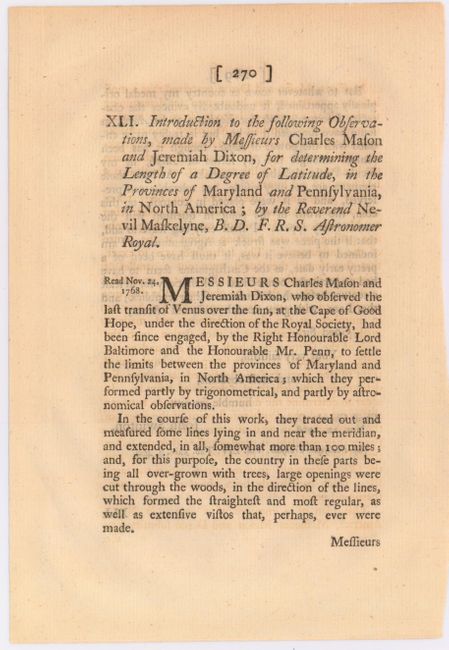 [ 270 ]
XLI. Introduction to the following Obſerva-
tions, made by Meſſieurs Charles Maſon
and Jeremiah Dixon, for determining the
Length of a Degree of Latitude, in the
Provinces of Maryland and Pennſylvania,
in North America; by the Reverend Ne-
vil Maſkelyne, B. D. F. R. S. Aſtronomer
Royal.
Read Nov. 24.
1768.
MESSIEURS Charles Maſon and
Jeremiah Dixon, who obſerved the
laſt tranſit of Venus over the ſun, at the Cape of Good
Hope, under the direction of the Royal Society, had
been ſince engaged, by the Right Honourable Lord
Baltimore and the Honourable Mr. Penn, to ſettle
the limits between the provinces of Maryland and
Pennſylvania, in North America; which they per-
formed partly by trigonometrical, and partly by aſtro-
nomical obſervations.
In the courſe of this work, they traced out and
meaſured ſome lines lying in and near the meridian,
and extended, in all, ſomewhat more than 100 miles;
and, for this purpoſe, the country in theſe parts be-
ing all over-grown with trees, large openings were
cut through the woods, in the direction of the lines,
which formed the ſtraighteſt and moſt regular, as
well as extenſive viſtos that, perhaps, ever were
made.
Meſſieurs